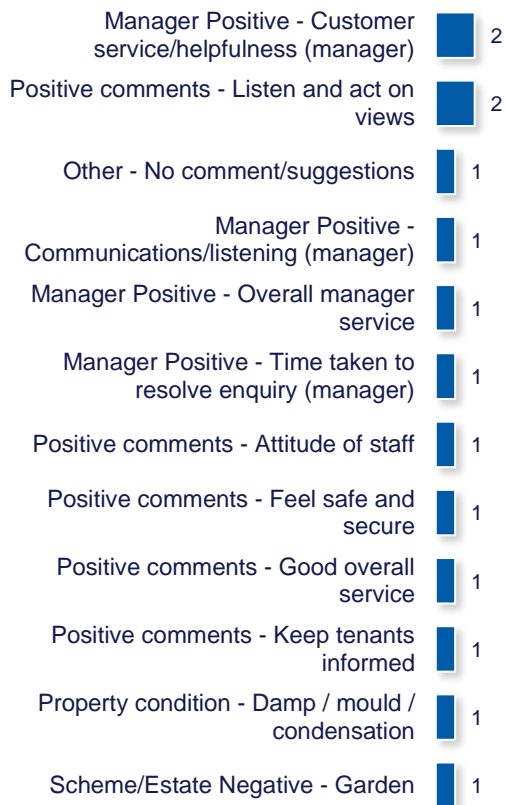 Manager Positive - Customer
service/helpfulness (manager)
2
Positive comments - Listen and act on
views
2
Other - No comment/suggestions
1
Manager Positive -
Communications/listening (manager)
1
Manager Positive - Overall manager
service
1
Manager Positive - Time taken to
resolve enquiry (manager)
1
Positive comments - Attitude of staff
1
Positive comments - Feel safe and
secure
1
Positive comments - Good overall
service
1
Positive comments - Keep tenants
informed
1
Property condition - Damp / mould /
condensation
1
Scheme/Estate Negative - Garden
1